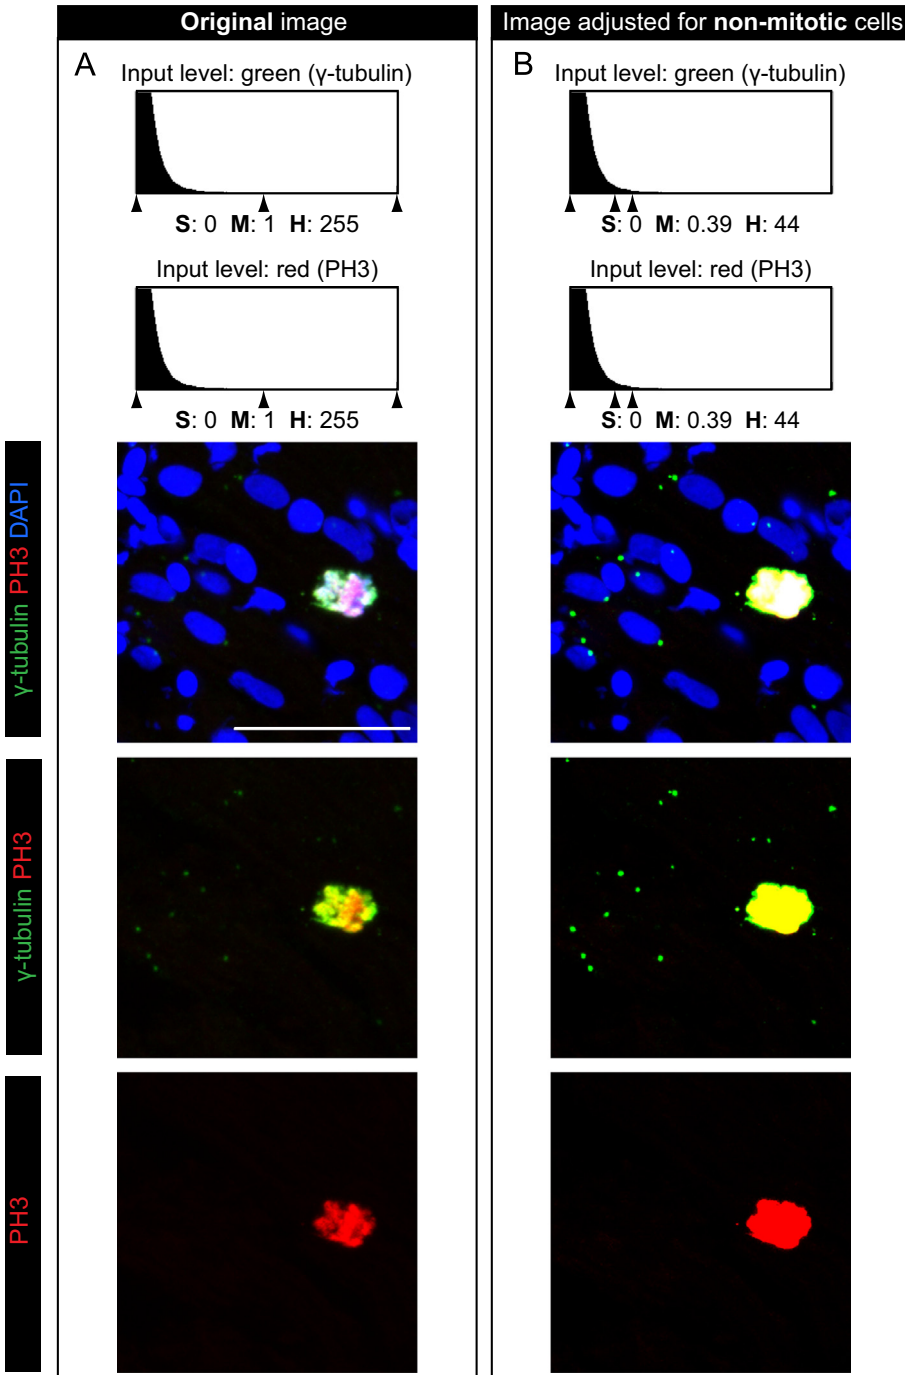 Original image
Image adjusted for non-mitotic cells
A
Input level: green (γ-tubulin)
S: 0 M: 1 H: 255
Input level: red (PH3)
S: 0 M: 1 H: 255
B
Input level: green (γ-tubulin)
S: 0 M: 0.39 H: 44
Input level: red (PH3)
S: 0 M: 0.39 H: 44
γ-tubulin PH3 DAPI
γ-tubulin PH3
PH3